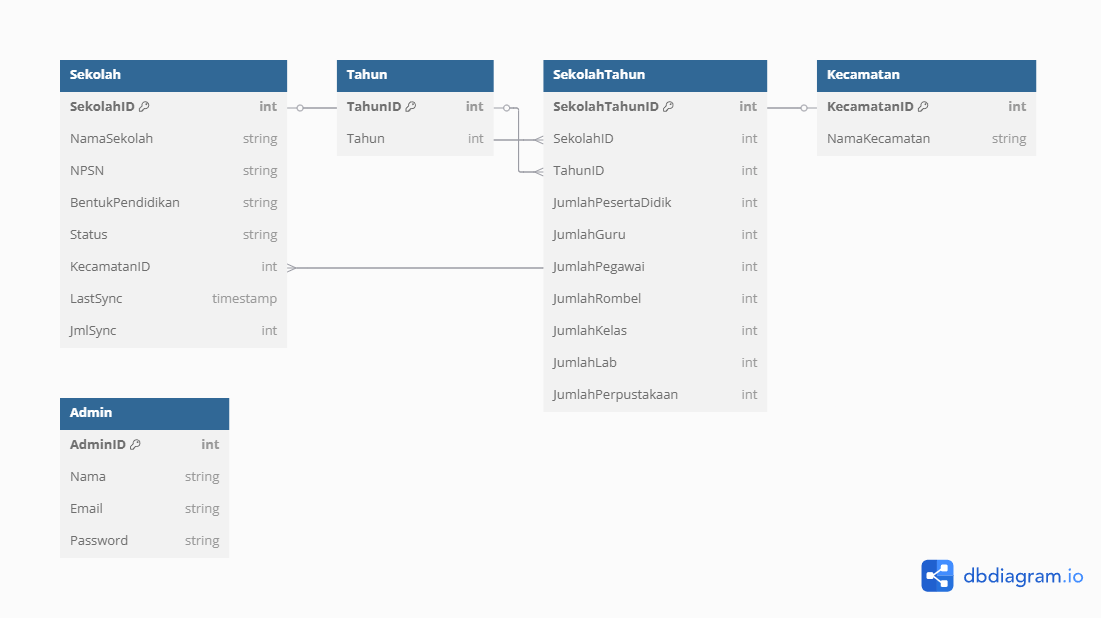 Sekolah
SekolahID int
NamaSekolah string
NPSN string
BentukPendidikan string
Status string
KecamatanID int
LastSync timestamp
JmlSync int
Tahun
TahunID int
Tahun int
SekolahTahun
SekolahTahunID int
SekolahID int
TahunID int
JumlahPesertaDidik int
JumlahGuru int
JumlahPegawai int
JumlahRombel int
JumlahKelas int
JumlahLab int
JumlahPerpustakaan int
Kecamatan
KecamatanID int
NamaKecamatan string
Admin
AdminID int
Nama string
Email string
Password string
dbdiagram.io